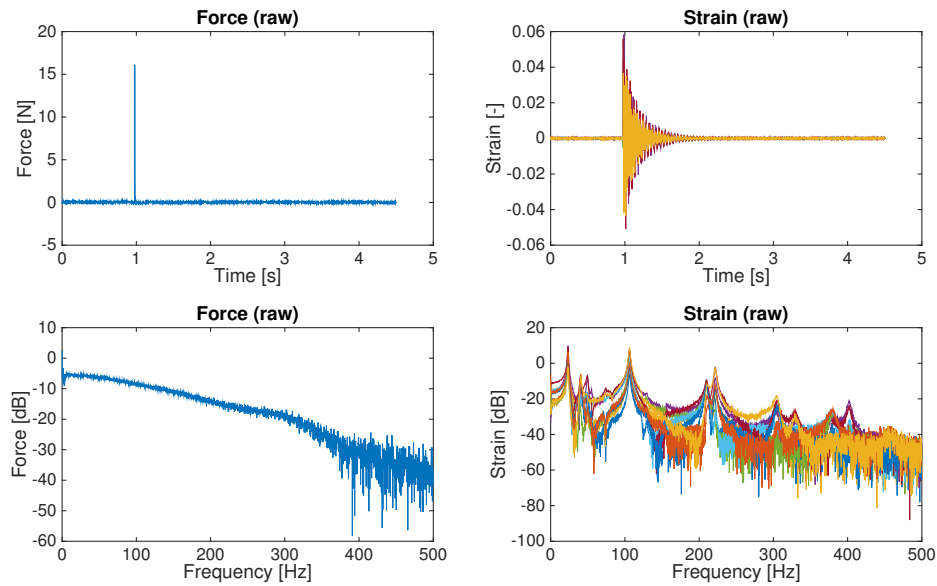 Force (raw)
Force [N]
20
15
10
5
0
-5
0 1 2 3 4 5
Time [s]
Strain (raw)
Strain [-]
0.06
0.04
0.02
0
-0.02
-0.04
-0.06
0 1 2 3 4 5
Time [s]
Force (raw)
Force [dB]
10
0
-10
-20
-30
-40
-50
-60
0 100 200 300 400 500
Frequency [Hz]
Strain (raw)
Strain [dB]
20
0
-20
-40
-60
-80
-100
0 100 200 300 400 500
Frequency [Hz]